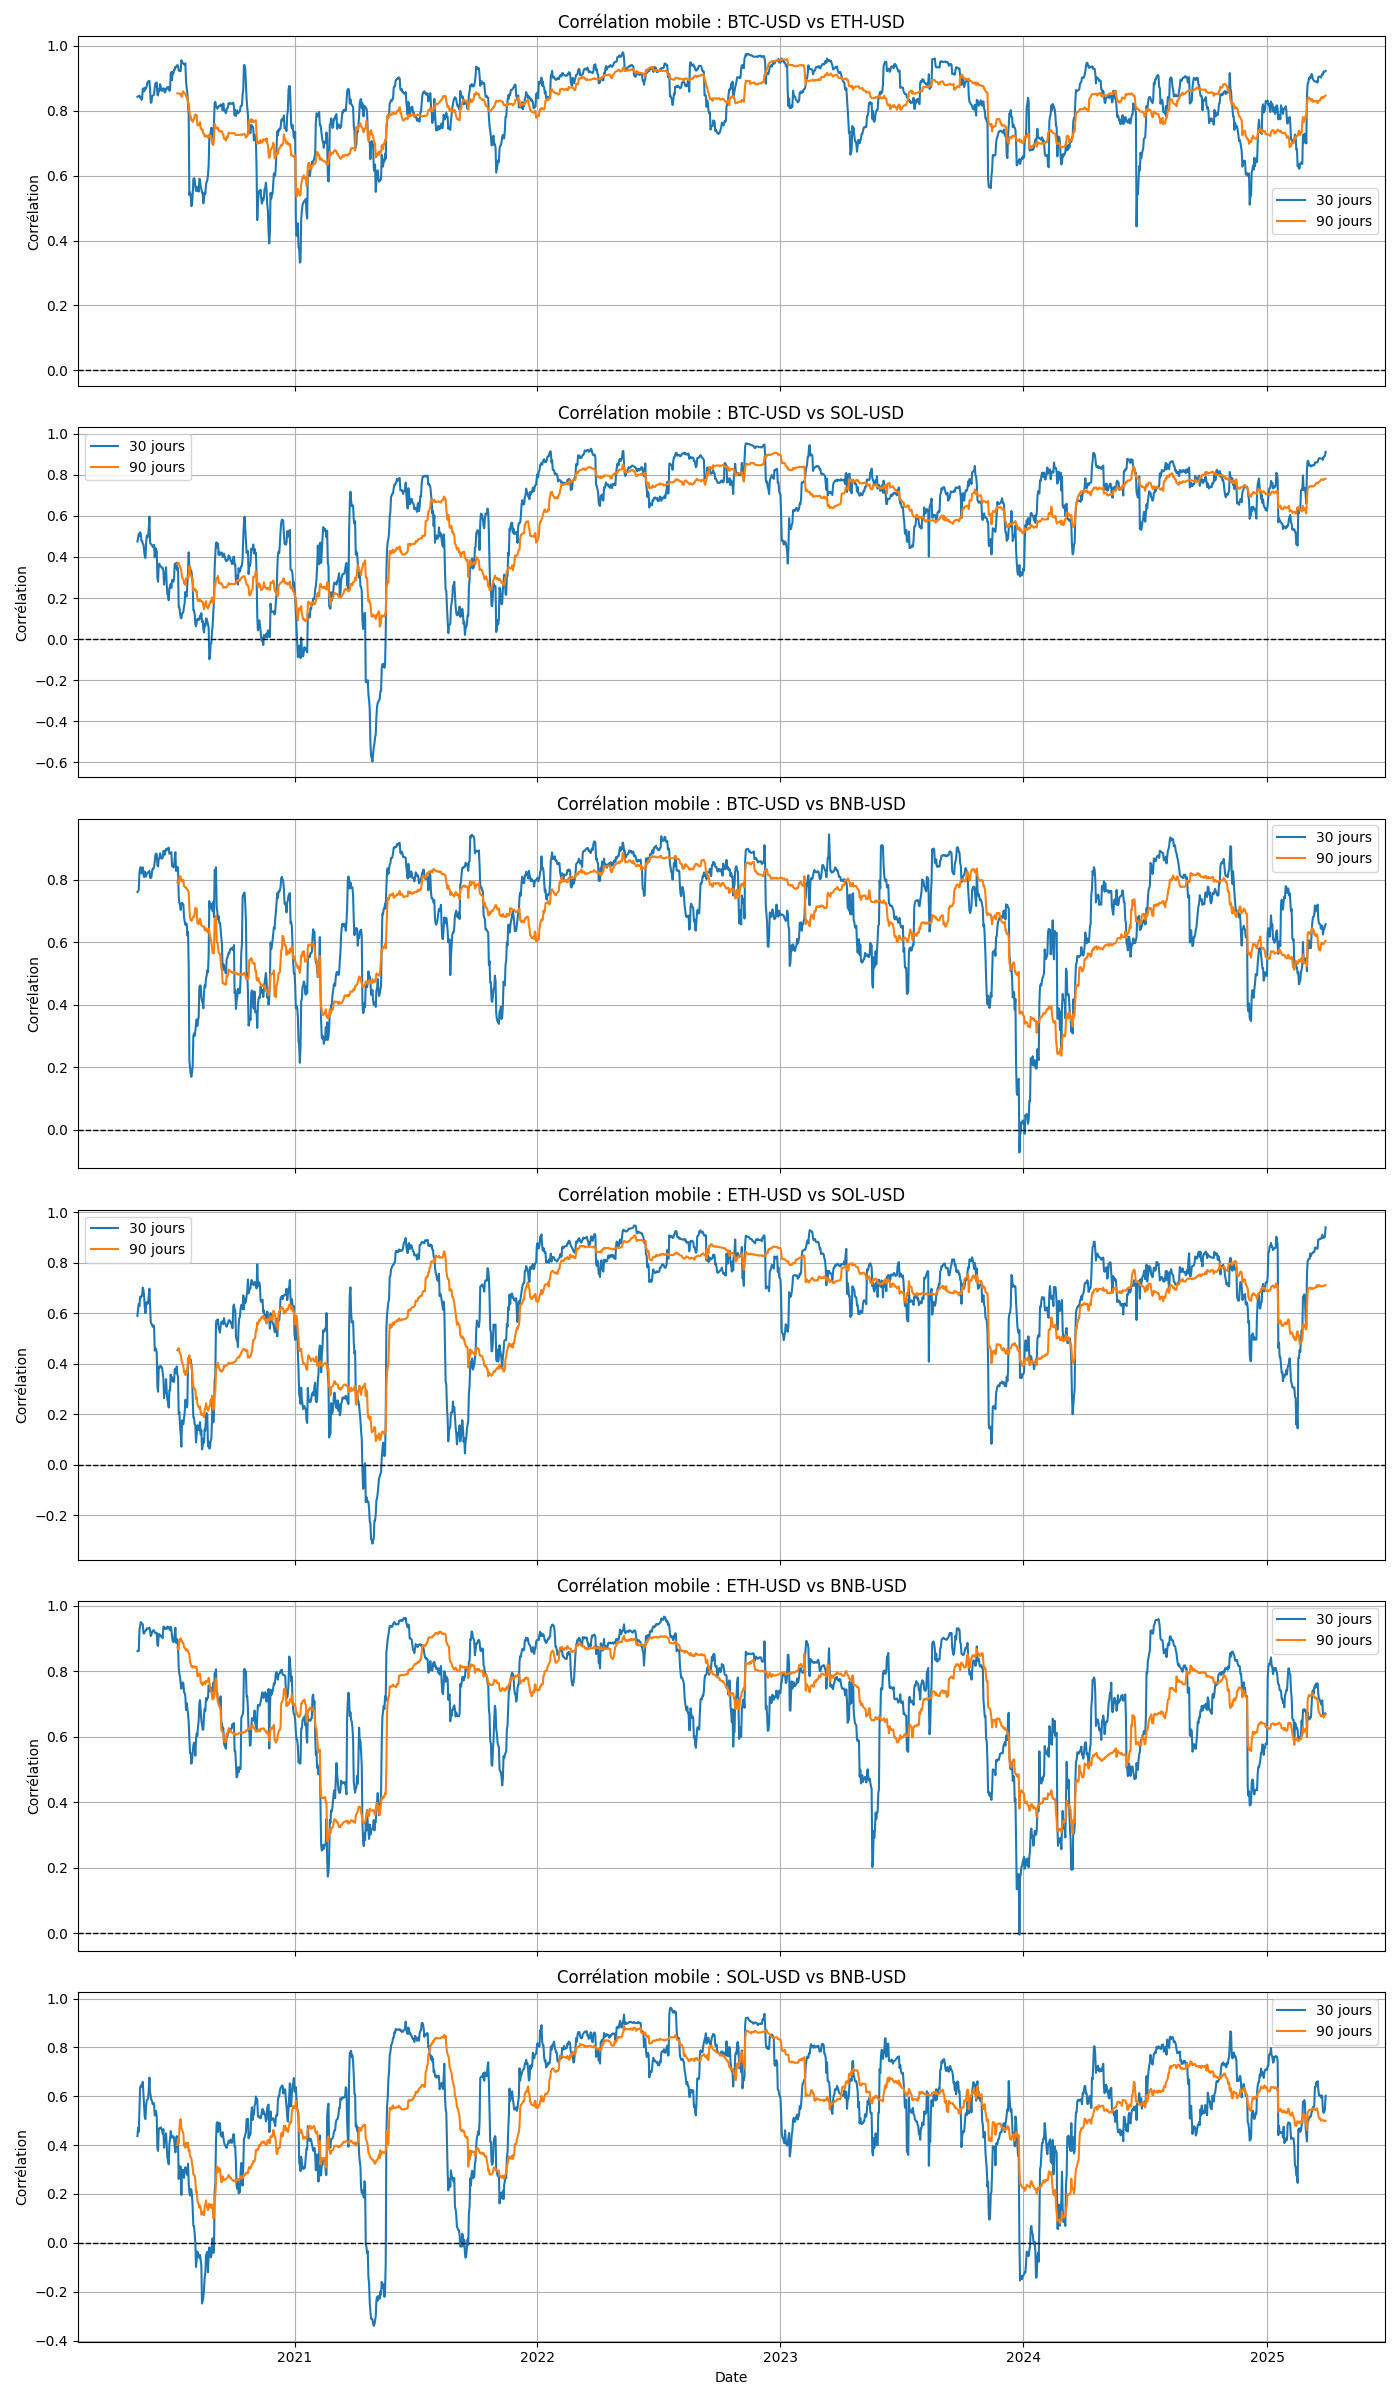 Corrélation mobile : BTC-USD vs ETH-USD
1.0
0.8
0.6
0.4
0.2
0.0
Corrélation
30 jours
90 jours
Corrélation mobile : BTC-USD vs SOL-USD
1.0
0.8
0.6
0.4
0.2
0.0
−0.2
−0.4
−0.6
Corrélation
30 jours
90 jours
Corrélation mobile : BTC-USD vs BNB-USD
0.8
0.6
0.4
0.2
0.0
Corrélation
30 jours
90 jours
Corrélation mobile : ETH-USD vs SOL-USD
1.0
0.8
0.6
0.4
0.2
0.0
−0.2
Corrélation
30 jours
90 jours
Corrélation mobile : ETH-USD vs BNB-USD
1.0
0.8
0.6
0.4
0.2
0.0
Corrélation
30 jours
90 jours
Corrélation mobile : SOL-USD vs BNB-USD
1.0
0.8
0.6
0.4
0.2
0.0
−0.2
−0.4
Corrélation
30 jours
90 jours
2021
2022
2023
2024
2025
Date